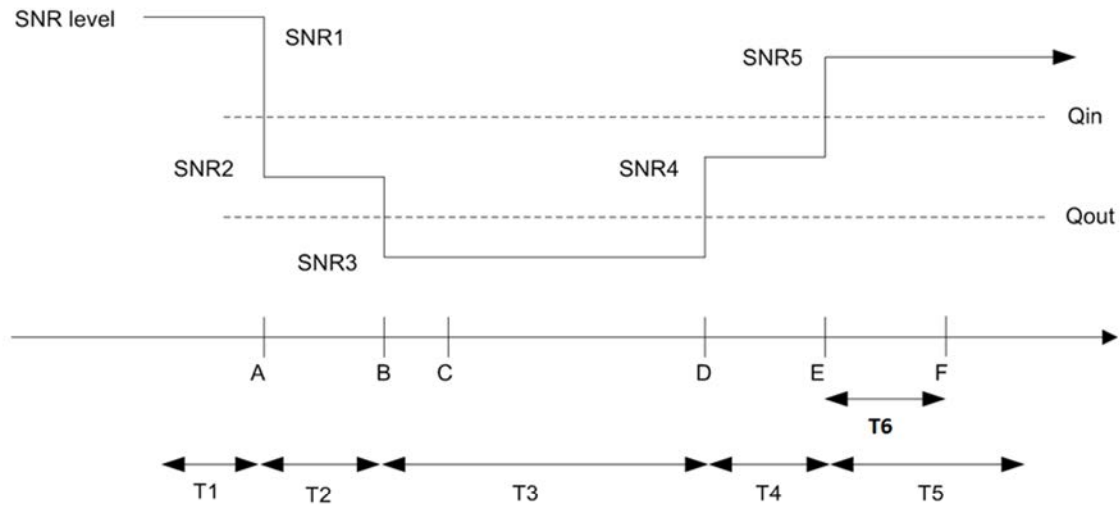 SNR level
SNR1
SNR5
Qin
SNR2
SNR4
Qout
SNR3
A
B
C
D
E
F
T6
T1
T2
T3
T4
T5